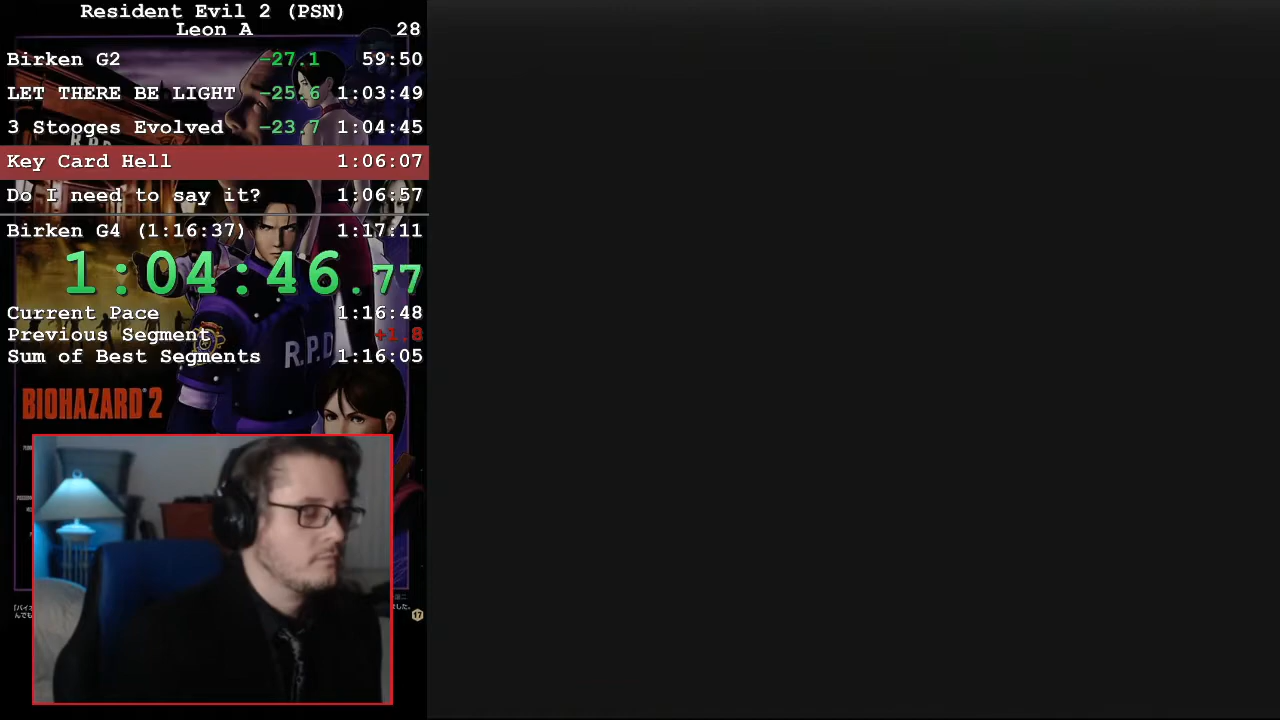 Resident Evil 2 (PSN)
Leon A 28
Birken G2 -27.1 59:50
LET THERE BE LIGHT -25.6 1:03:49
3 Stooges Evolved -23.7 1:04:45
Key Card Hell 1:06:07
Do I need to say it? 1:06:57
Birken G4 (1:16:37) 1:17:11
1:04:46.77
Current Pace 1:16:48
Previous Segment +1.8
Sum of Best Segments 1:16:05
R.P.D
BIOHAZARD 2
17